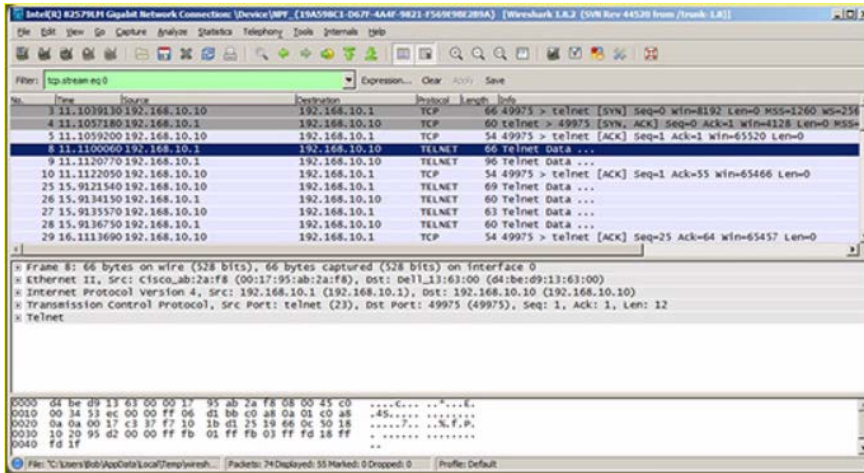 Intel(R) 82579LM Gigabit Network Connection: \Device\NPF_{19A598C1-D67F-4A4F-9821-F569E98E2B9A} [Wireshark 1.8.2 (SVN Rev 44520 from /trunk-1.8)]
File Edit View Go Capture Analyze Statistics Telephony Tools Internals Help
Filter: tcp.stream eq 0 Expression... Clear Apply Save
No. Time Source Destination Protocol Length Info
3 11.1039130 192.168.10.10 192.168.10.1 TCP 66 49975 > telnet [SYN] Seq=0 Win=8192 Len=0 MSS=1260 WS=256
4 11.1057180 192.168.10.1 192.168.10.10 TCP 60 telnet > 49975 [SYN, ACK] Seq=0 Ack=1 Win=4128 Len=0 MSS=
5 11.1059200 192.168.10.10 192.168.10.1 TCP 54 49975 > telnet [ACK] Seq=1 Ack=1 Win=65520 Len=0
8 11.1100060 192.168.10.1 192.168.10.10 TELNET 66 Telnet Data ...
9 11.1120770 192.168.10.10 192.168.10.1 TELNET 96 Telnet Data ...
10 11.1122050 192.168.10.10 192.168.10.1 TCP 54 49975 > telnet [ACK] Seq=1 Ack=55 Win=65466 Len=0
25 15.9121540 192.168.10.10 192.168.10.1 TELNET 69 Telnet Data ...
26 15.9134150 192.168.10.1 192.168.10.10 TELNET 60 Telnet Data ...
27 15.9135570 192.168.10.10 192.168.10.1 TELNET 63 Telnet Data ...
28 15.9136750 192.168.10.1 192.168.10.10 TELNET 60 Telnet Data ...
29 16.1113690 192.168.10.10 192.168.10.1 TCP 54 49975 > telnet [ACK] Seq=25 Ack=64 Win=65457 Len=0
Frame 8: 66 bytes on wire (528 bits), 66 bytes captured (528 bits) on interface 0
Ethernet II, Src: Cisco_ab:2a:f8 (00:17:95:ab:2a:f8), Dst: Dell_13:63:00 (d4:be:d9:13:63:00)
Internet Protocol Version 4, Src: 192.168.10.1 (192.168.10.1), Dst: 192.168.10.10 (192.168.10.10)
Transmission Control Protocol, Src Port: telnet (23), Dst Port: 49975 (49975), Seq: 1, Ack: 1, Len: 12
Telnet
0000 d4 be d9 13 63 00 00 17 95 ab 2a f8 08 00 45 c0 ....c... ..*...E.
0010 00 34 53 ec 00 00 ff 06 d1 bb c0 a8 0a 01 c0 a8 .4S..... ........
0020 0a 0a 00 17 c3 37 f7 10 1b d1 25 19 66 0c 50 18 .....7.. ..%.f.P.
0030 10 20 95 d2 00 00 ff fb 01 ff fb 03 ff fd 18 ff . ...... ........
0040 fd 1f ..
File: "C:\Users\Bob\AppData\Local\Temp\wiresh... Packets: 74 Displayed: 55 Marked: 0 Dropped: 0 Profile: Default